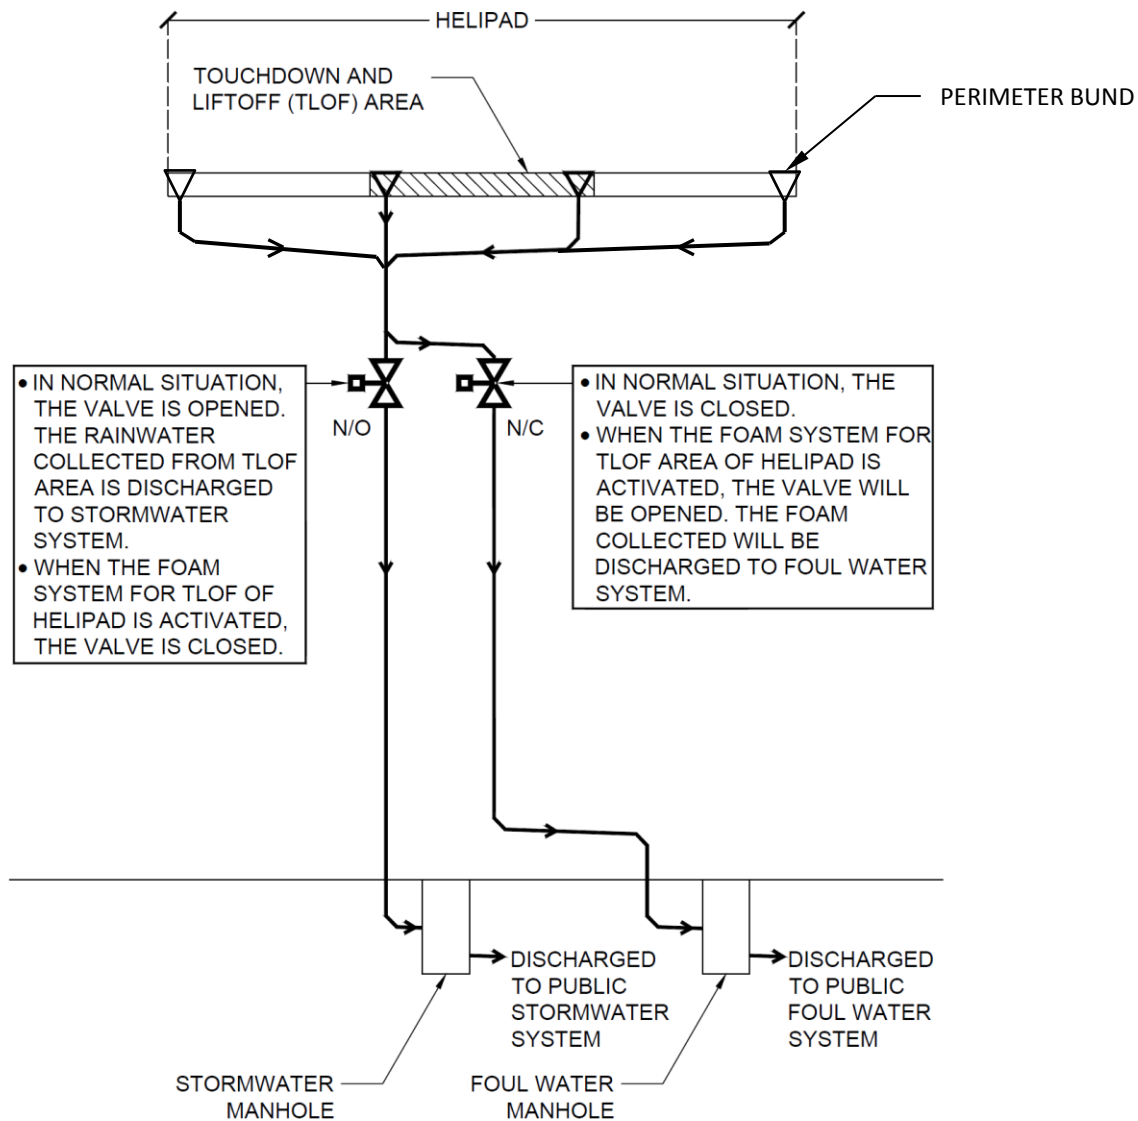 HELIPAD
TOUCHDOWN AND
LIFTOFF (TLOF) AREA
PERIMETER BUND
• IN NORMAL SITUATION,
THE VALVE IS OPENED.
THE RAINWATER
COLLECTED FROM TLOF
AREA IS DISCHARGED
TO STORMWATER
SYSTEM.
• WHEN THE FOAM
SYSTEM FOR TLOF OF
HELIPAD IS ACTIVATED,
THE VALVE IS CLOSED.
N/O
N/C
• IN NORMAL SITUATION, THE
VALVE IS CLOSED.
• WHEN THE FOAM SYSTEM FOR
TLOF AREA OF HELIPAD IS
ACTIVATED, THE VALVE WILL
BE OPENED. THE FOAM
COLLECTED WILL BE
DISCHARGED TO FOUL WATER
SYSTEM.
DISCHARGED
TO PUBLIC
STORMWATER
SYSTEM
DISCHARGED
TO PUBLIC
FOUL WATER
SYSTEM
STORMWATER
MANHOLE
FOUL WATER
MANHOLE